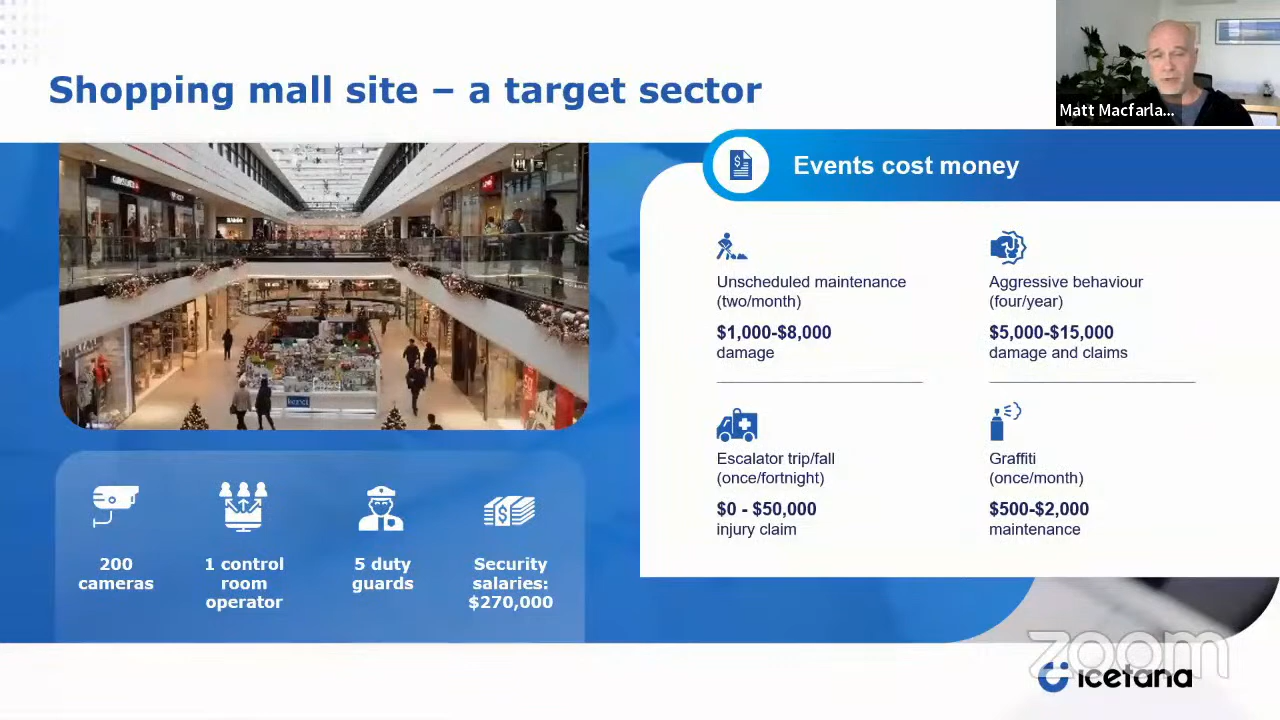 Shopping mall site – a target sector
Matt Macfarla...
Events cost money
Unscheduled maintenance
(two/month)
$1,000-$8,000
damage
Aggressive behaviour
(four/year)
$5,000-$15,000
damage and claims
Escalator trip/fall
(once/fortnight)
$0 - $50,000
injury claim
Graffiti
(once/month)
$500-$2,000
maintenance
200
cameras
1 control
room
operator
5 duty
guards
Security
salaries:
$270,000
zoom
icetana